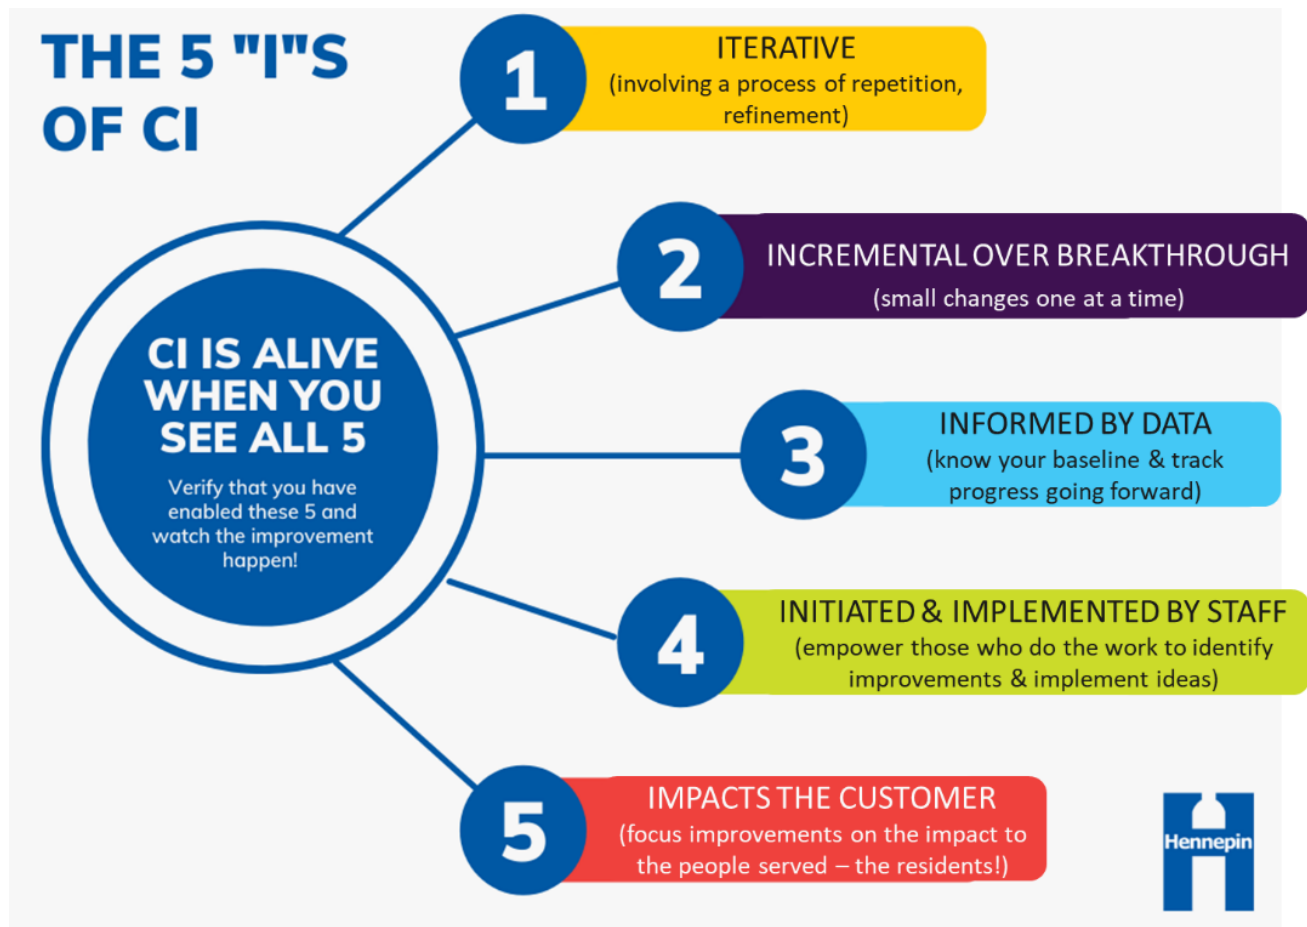 THE 5 "I"S
OF CI
1
ITERATIVE
(involving a process of repetition,
refinement)
2
INCREMENTAL OVER BREAKTHROUGH
(small changes one at a time)
CI IS ALIVE
WHEN YOU
SEE ALL 5
Verify that you have
enabled these 5 and
watch the improvement
happen!
3
INFORMED BY DATA
(know your baseline & track
progress going forward)
4
INITIATED & IMPLEMENTED BY STAFF
(empower those who do the work to identify
improvements & implement ideas)
5
IMPACTS THE CUSTOMER
(focus improvements on the impact to
the people served – the residents!)
Hennepin